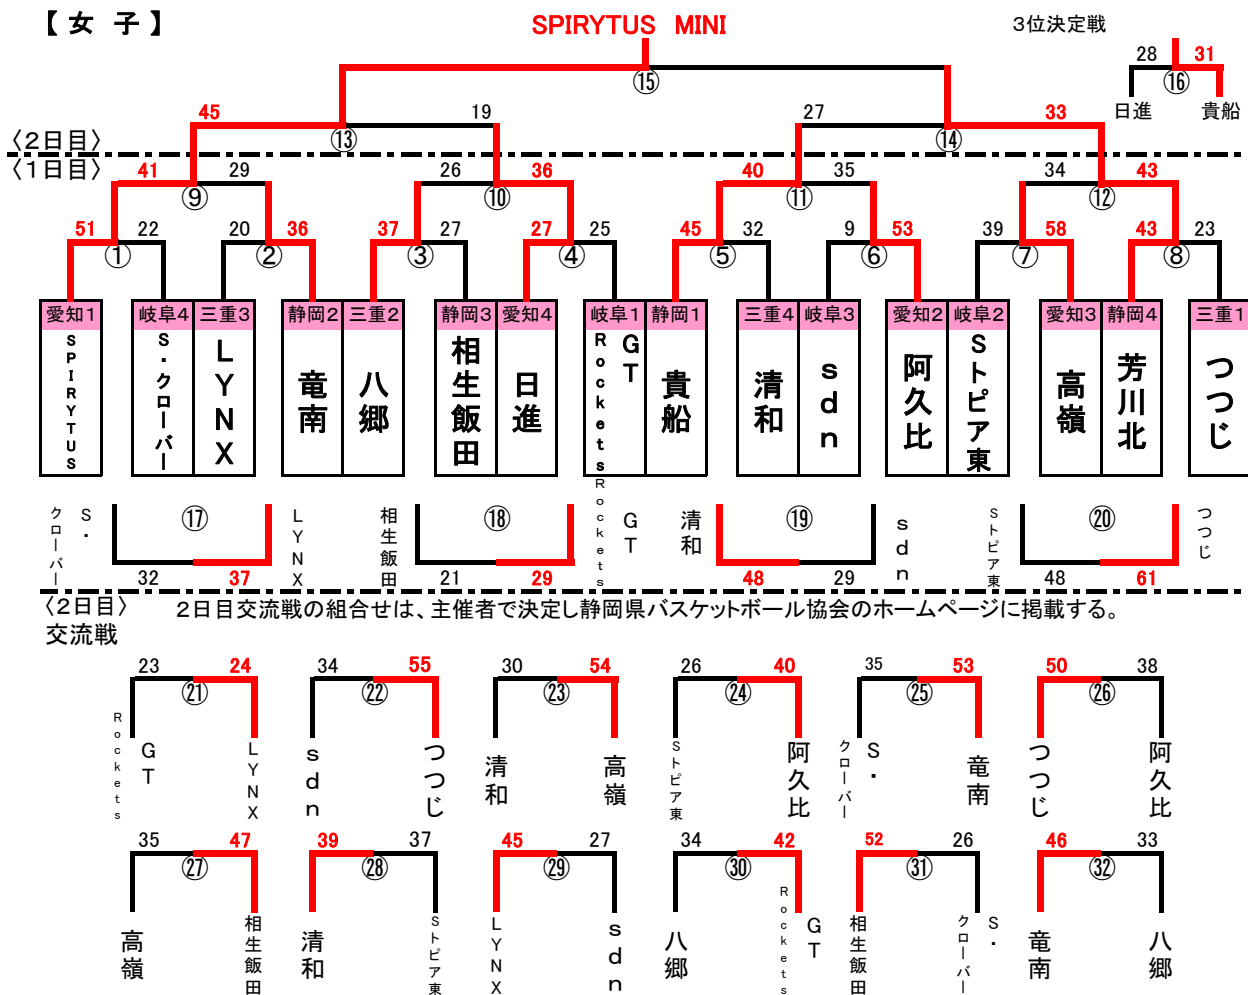 【 女 子 】
SPIRYTUS MINI
3位決定戦
28 31
⑮ ⑯
日進 貴船
45 19 27 33
⑬ ⑭
〈2日目〉
〈1日目〉
41 29 26 36 40 35 34 43
⑨ ⑩ ⑪ ⑫
51 22 20 36 37 27 27 25 45 32 9 53 39 58 43 23
① ② ③ ④ ⑤ ⑥ ⑦ ⑧
愛知1 岐阜4 三重3 静岡2 三重2 静岡3 愛知4 岐阜1 静岡1 三重4 岐阜3 愛知2 岐阜2 愛知3 静岡4 三重1
SPIRYTUS
S.クローバー
LYNX
竜南
八郷
相生飯田
日進
GT Rockets
貴船
清和
sdn
阿久比
Sトピア東
高嶺
芳川北
つつじ
⑰ ⑱ ⑲ ⑳
S.クローバー LYNX 相生飯田 GT Rockets 清和 sdn Sトピア東 つつじ
32 37 21 29 48 29 48 61
〈2日目〉
2日目交流戦の組合せは、主催者で決定し静岡県バスケットボール協会のホームページに掲載する。
交流戦
23 24 34 55 30 54 26 40 35 53 50 38
㉑ ㉒ ㉓ ㉔ ㉕ ㉖
GT Rockets LYNX sdn つつじ 清和 高嶺 Sトピア東 阿久比 S.クローバー 竜南 つつじ 阿久比
35 47 39 37 45 27 34 42 52 26 46 33
㉗ ㉘ ㉙ ㉚ ㉛ ㉜
高嶺 相生飯田 清和 Sトピア東 LYNX sdn 八郷 GT Rockets 相生飯田 S.クローバー 竜南 八郷